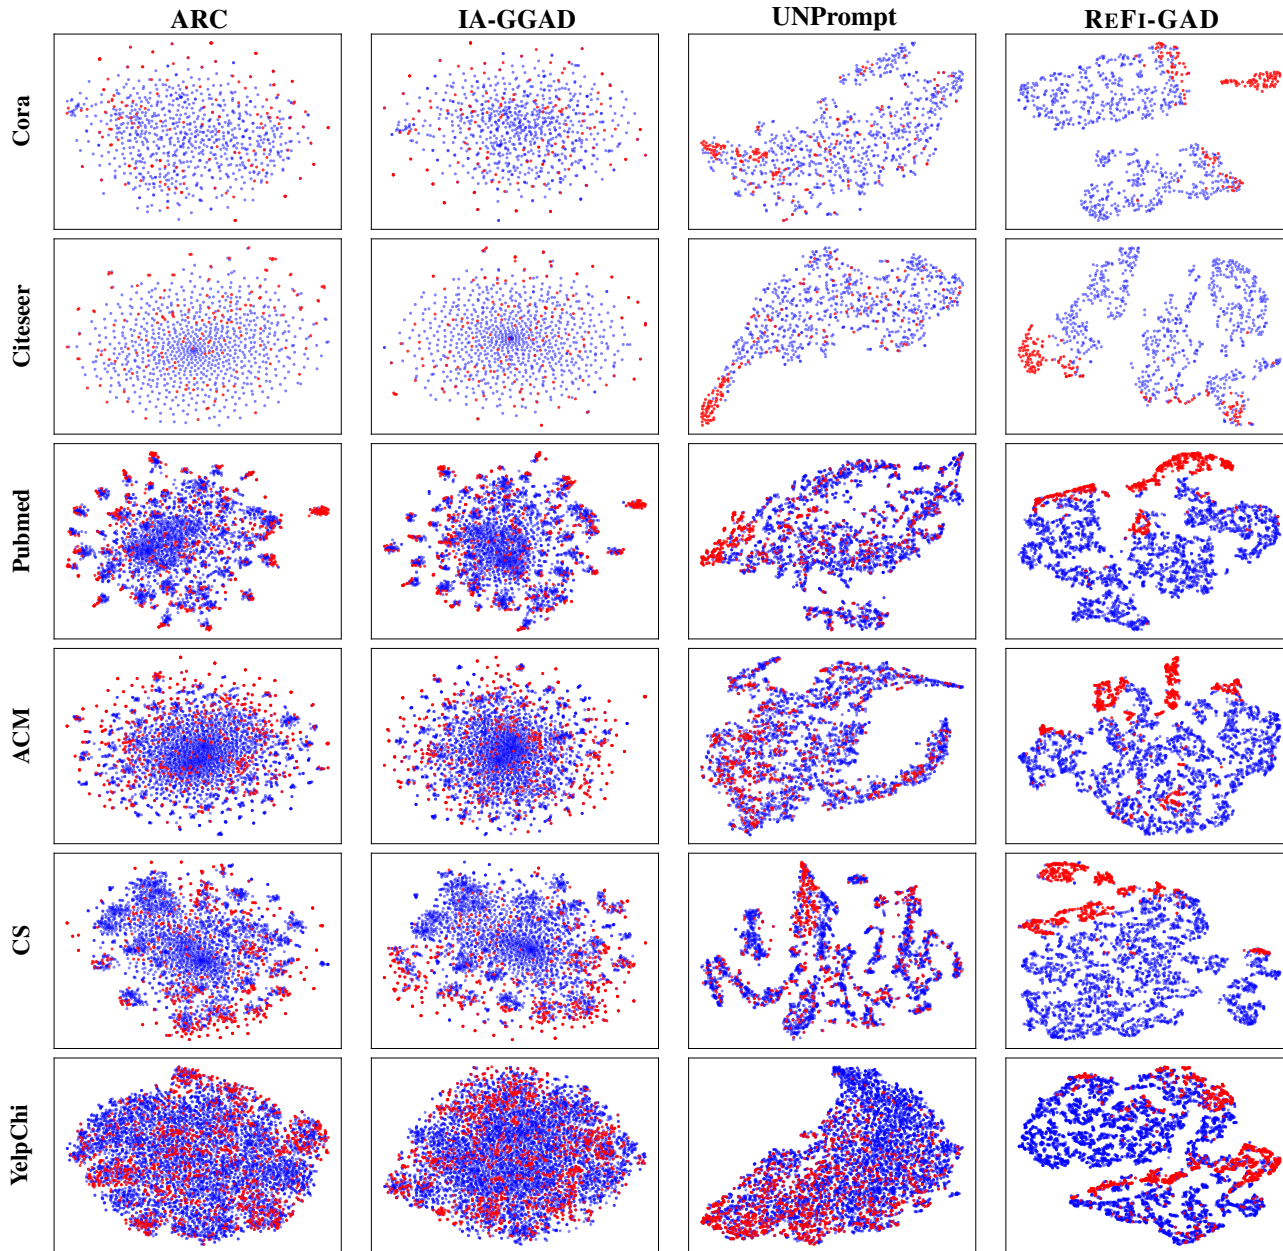 ARC IA-GGAD UNPrompt REFI-GAD
Cora
Citeseer
Pubmed
ACM
CS
YelpChi